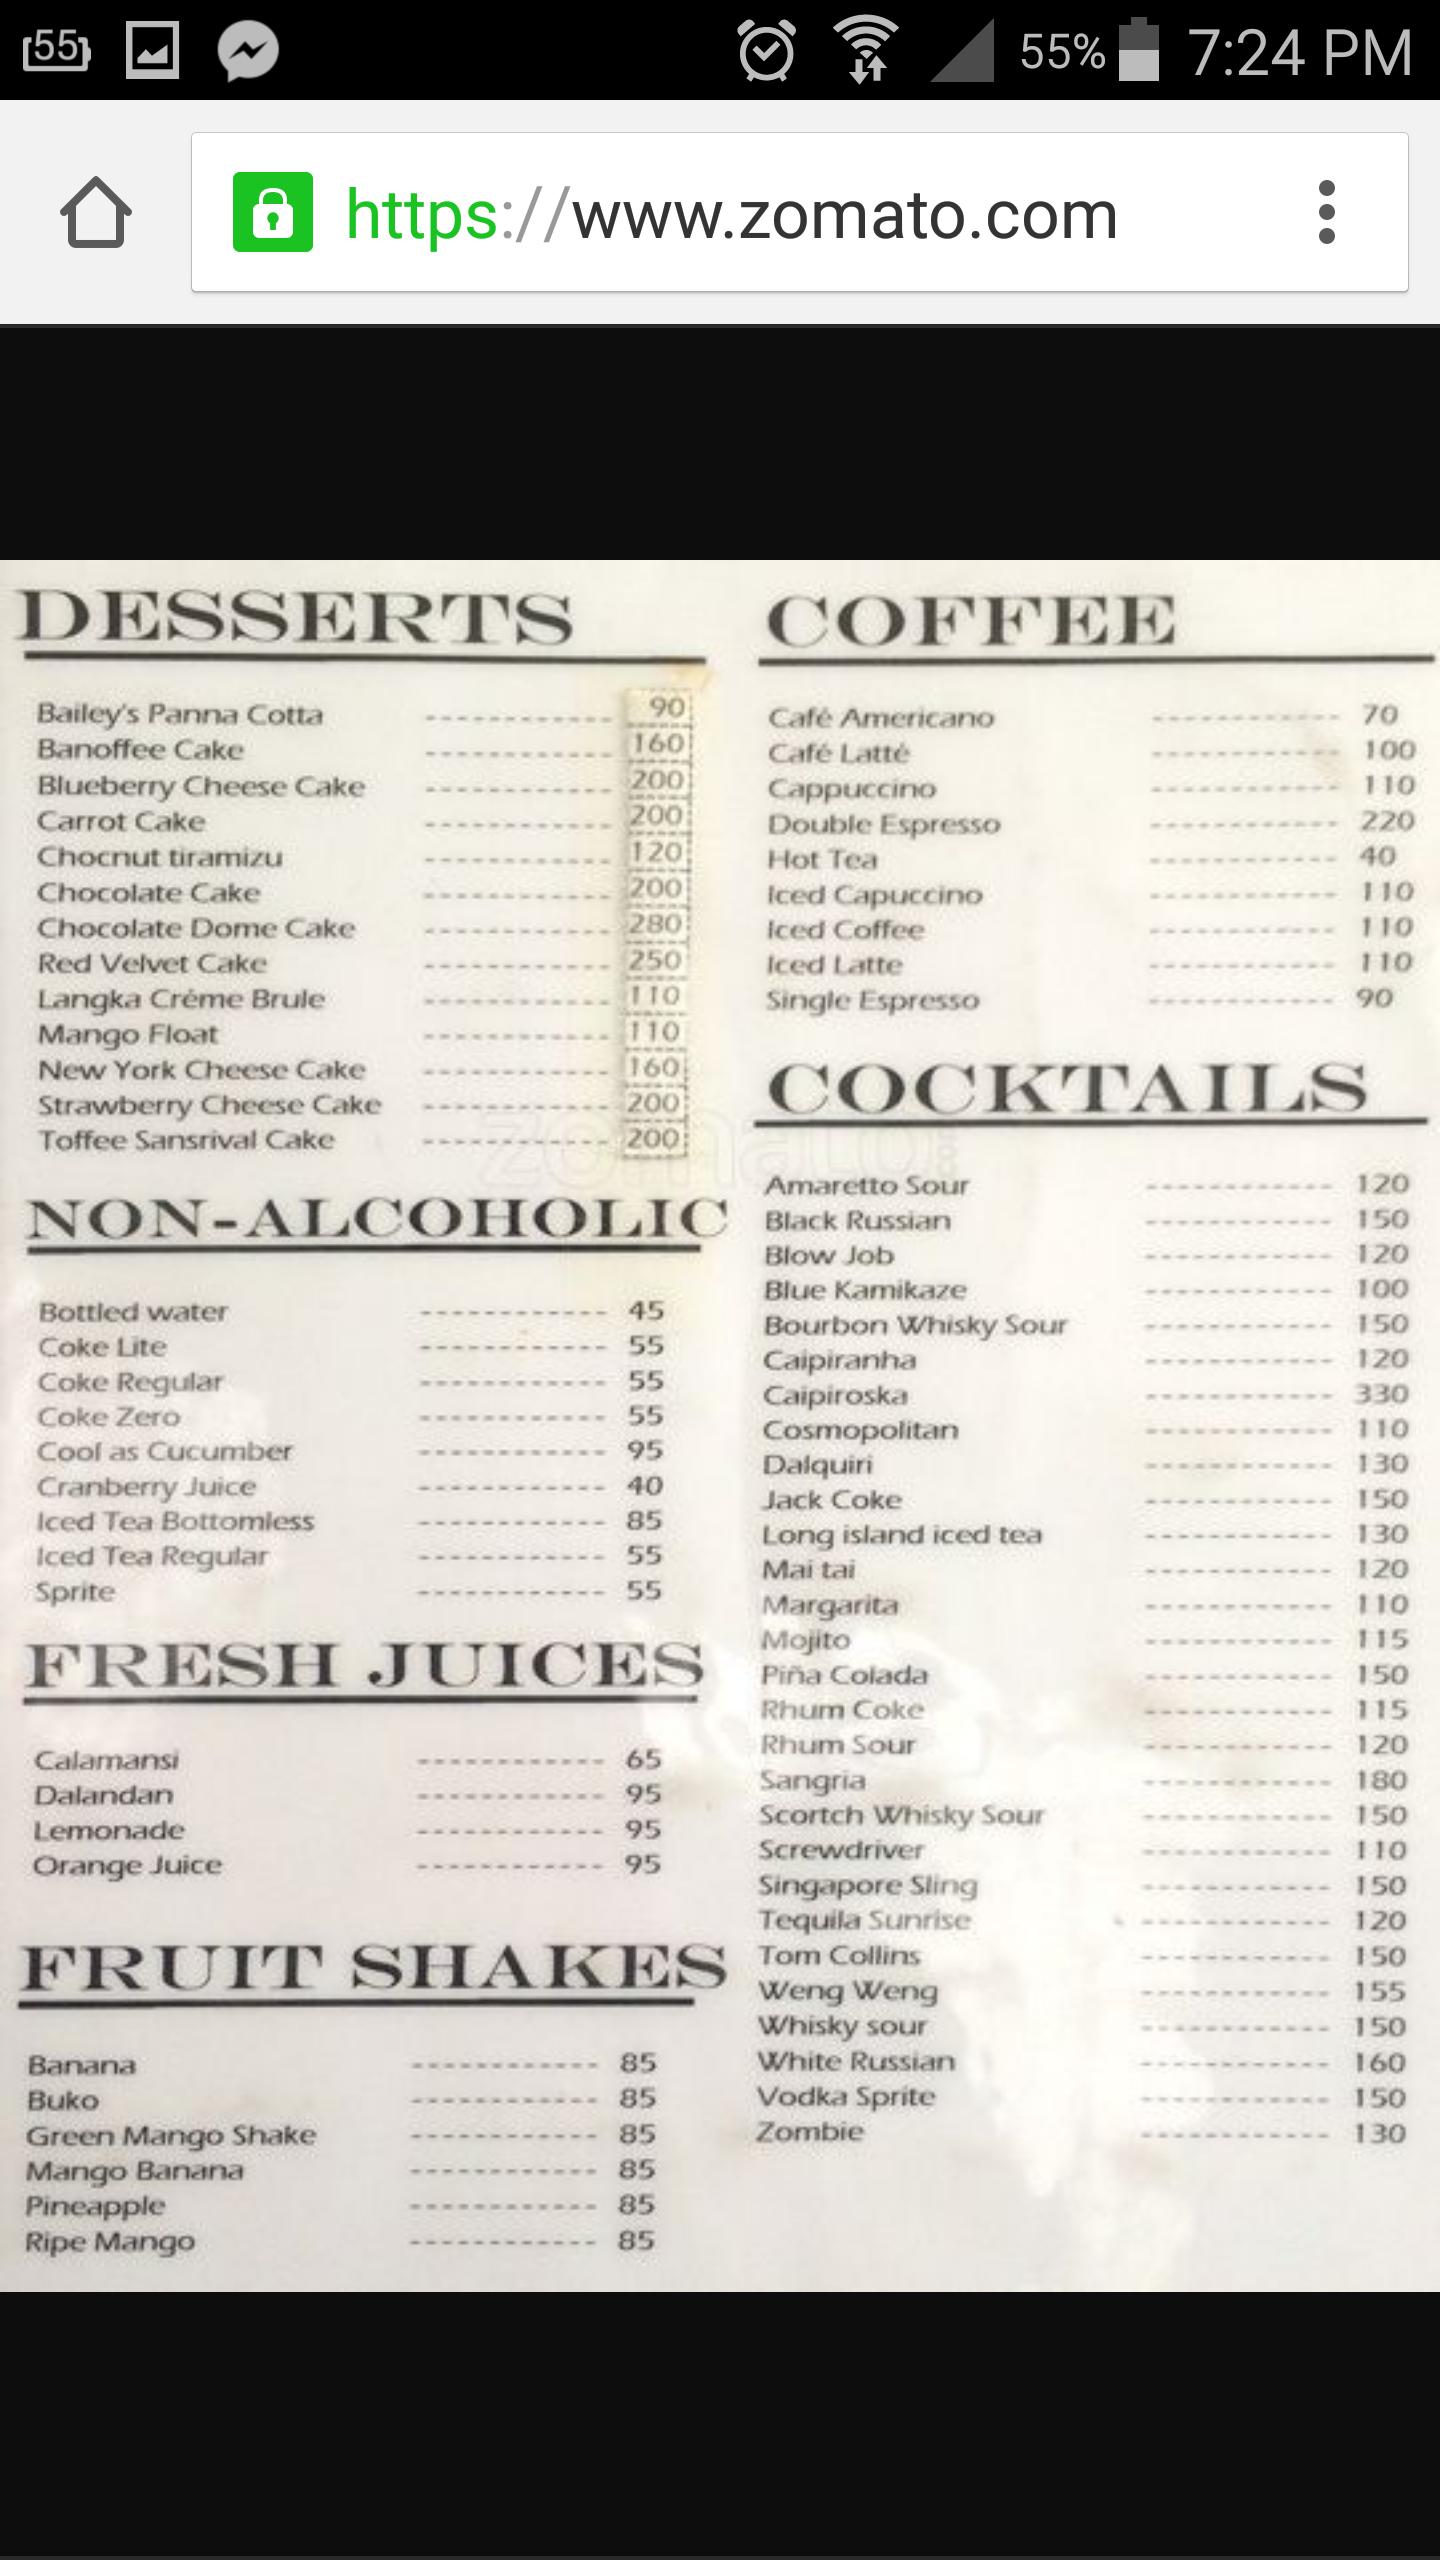 55
55% 7:24 PM
https://www.zomato.com
DESSERTS
Bailey's Panna Cotta ----------- 90
Banoffee Cake ----------- 160
Blueberry Cheese Cake ----------- 200
Carrot Cake ----------- 200
Chocnut tiramizu ----------- 120
Chocolate Cake ----------- 200
Chocolate Dome Cake ----------- 280
Red Velvet Cake ----------- 250
Langka Créme Brule ----------- 110
Mango Float ----------- 110
New York Cheese Cake ----------- 160
Strawberry Cheese Cake ----------- 200
Toffee Sansrival Cake ----------- 200
NON-ALCOHOLIC
Bottled water ----------- 45
Coke Lite ----------- 55
Coke Regular ----------- 55
Coke Zero ----------- 55
Cool as Cucumber ----------- 95
Cranberry Juice ----------- 40
Iced Tea Bottomless ----------- 85
Iced Tea Regular ----------- 55
Sprite ----------- 55
FRESH JUICES
Calamansi ----------- 65
Dalandan ----------- 95
Lemonade ----------- 95
Orange Juice ----------- 95
FRUIT SHAKES
Banana ----------- 85
Buko ----------- 85
Green Mango Shake ----------- 85
Mango Banana ----------- 85
Pineapple ----------- 85
Ripe Mango ----------- 85
COFFEE
Café Americano ----------- 70
Café Latté ----------- 100
Cappuccino ----------- 110
Double Espresso ----------- 220
Hot Tea ----------- 40
Iced Capuccino ----------- 110
Iced Coffee ----------- 110
Iced Latte ----------- 110
Single Espresso ----------- 90
COCKTAILS
Amaretto Sour ----------- 120
Black Russian ----------- 150
Blow Job ----------- 120
Blue Kamikaze ----------- 100
Bourbon Whisky Sour ----------- 150
Caipiranha ----------- 120
Caipiroska ----------- 330
Cosmopolitan ----------- 110
Dalquiri ----------- 130
Jack Coke ----------- 150
Long island iced tea ----------- 130
Mai tai ----------- 120
Margarita ----------- 110
Mojito ----------- 115
Piña Colada ----------- 150
Rhum Coke ----------- 115
Rhum Sour ----------- 120
Sangria ----------- 180
Scortch Whisky Sour ----------- 150
Screwdriver ----------- 110
Singapore Sling ----------- 150
Tequila Sunrise ----------- 120
Tom Collins ----------- 150
Weng Weng ----------- 155
Whisky sour ----------- 150
White Russian ----------- 160
Vodka Sprite ----------- 150
Zombie ----------- 130
zomato